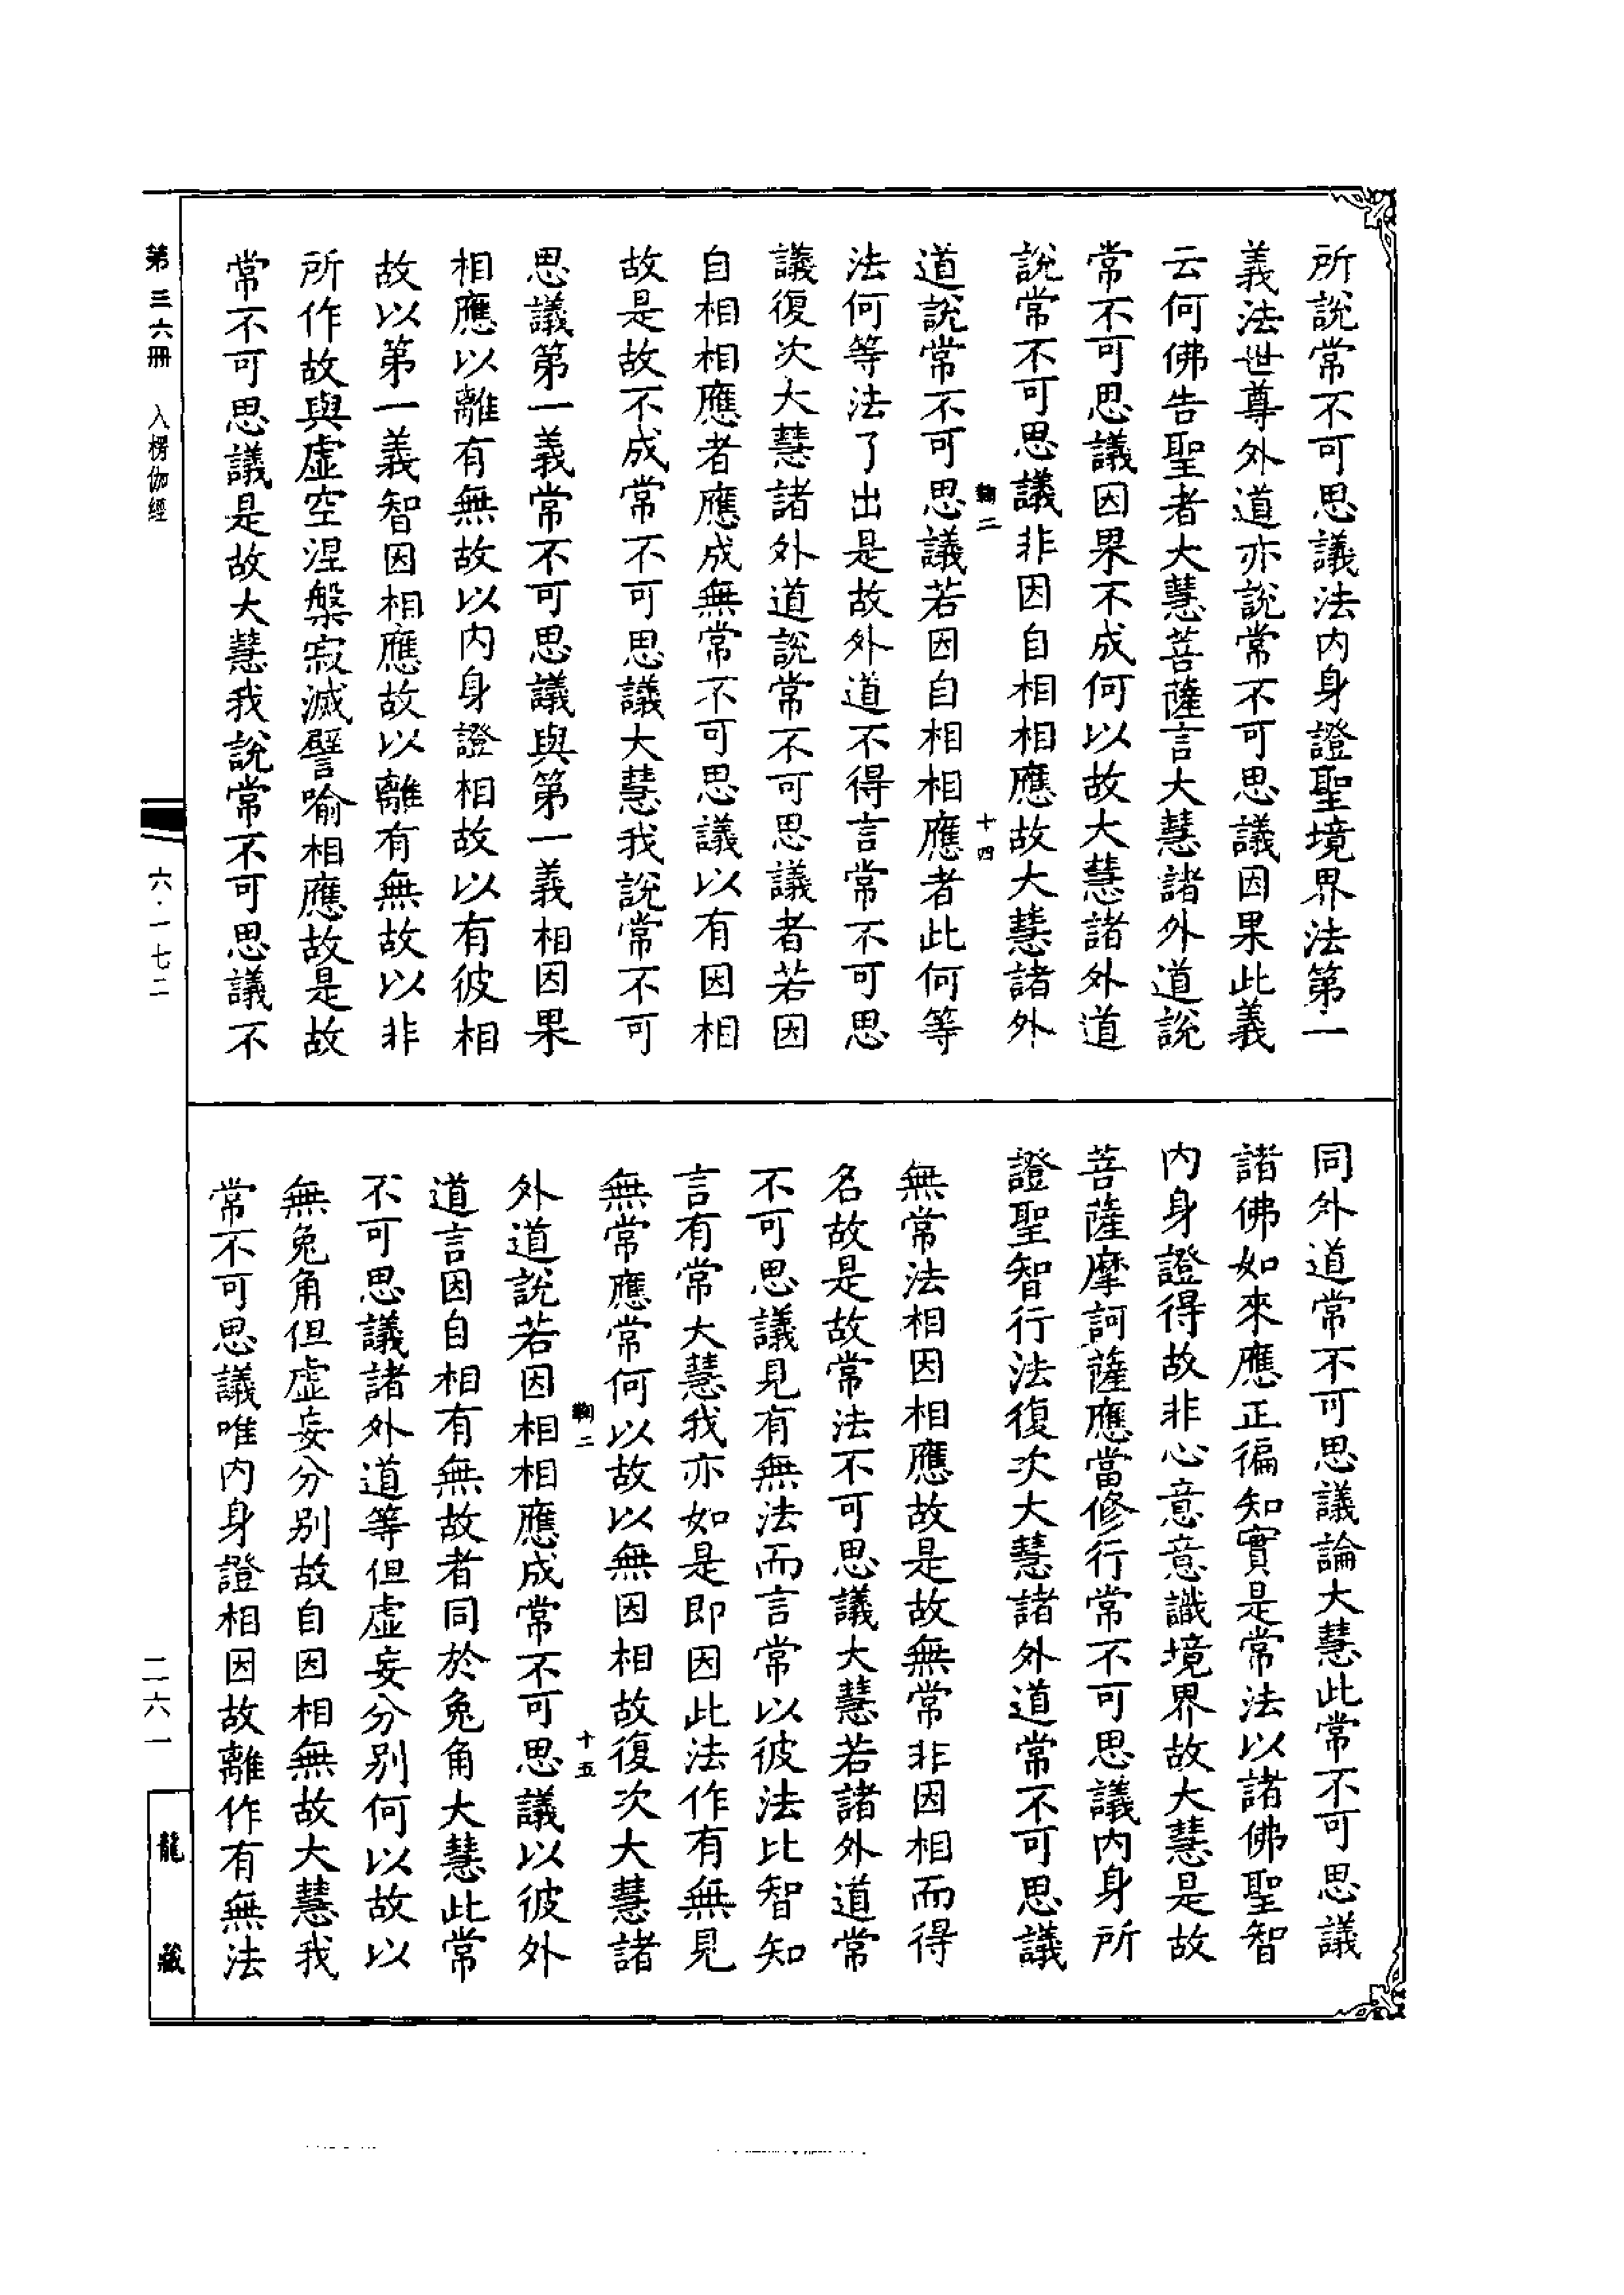 所說常不可思議法內身證聖境界法第一
義法世尊外道亦說常不可思議因果此義
云何佛告聖者大慧菩薩言大慧諸外道說
常不可思議因果不成何以故大慧諸外道
說常不可思議非因自相相應故大慧諸外
鞠二 十四
道說常不可思議若因自相相應者此何等
法何等法了出是故外道不得言常不可思
議復次大慧諸外道說常不可思議者若因
自相相應者應成無常不可思議以有因相
故是故不成常不可思議大慧我說常不可
思議第一義常不可思議與第一義相因果
相應以離有無故以內身證相故以有彼相
故以第一義智因相應故以離有無故以非
所作故與虛空涅槃寂滅譬喻相應故是故
常不可思議是故大慧我說常不可思議不
同外道常不可思議論大慧此常不可思議
諸佛如來應正徧知實是常法以諸佛聖智
內身證得故非心意意識境界故大慧是故
菩薩摩訶薩應當修行常不可思議內身所
證聖智行法復次大慧諸外道常不可思議
無常法相因相應故是故無常非因相而得
名故是故常法不可思議大慧若諸外道常
不可思議見有無法而言常以彼法比智知
言有常大慧我亦如是即因此法作有無見
無常應常何以故以無因相故復次大慧諸
鞠二 十五
外道說若因相相應成常不可思議以彼外
道言因自相有無故者同於兔角大慧此常
不可思議諸外道等但虛妄分別何以故以
無兔角但虛妄分別故自因相無故大慧我
常不可思議唯內身證相因故離作有無法
第三六冊 入楞伽經
六·一七二
二六一
龍藏